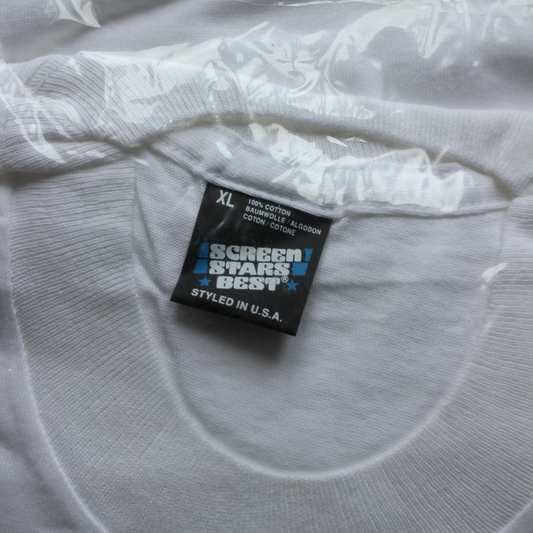 XL
100% COTTON
BAUMWOLLE / ALGODON
COTON / COTONE
SCREEN
STARS
BEST®
STYLED IN U.S.A.